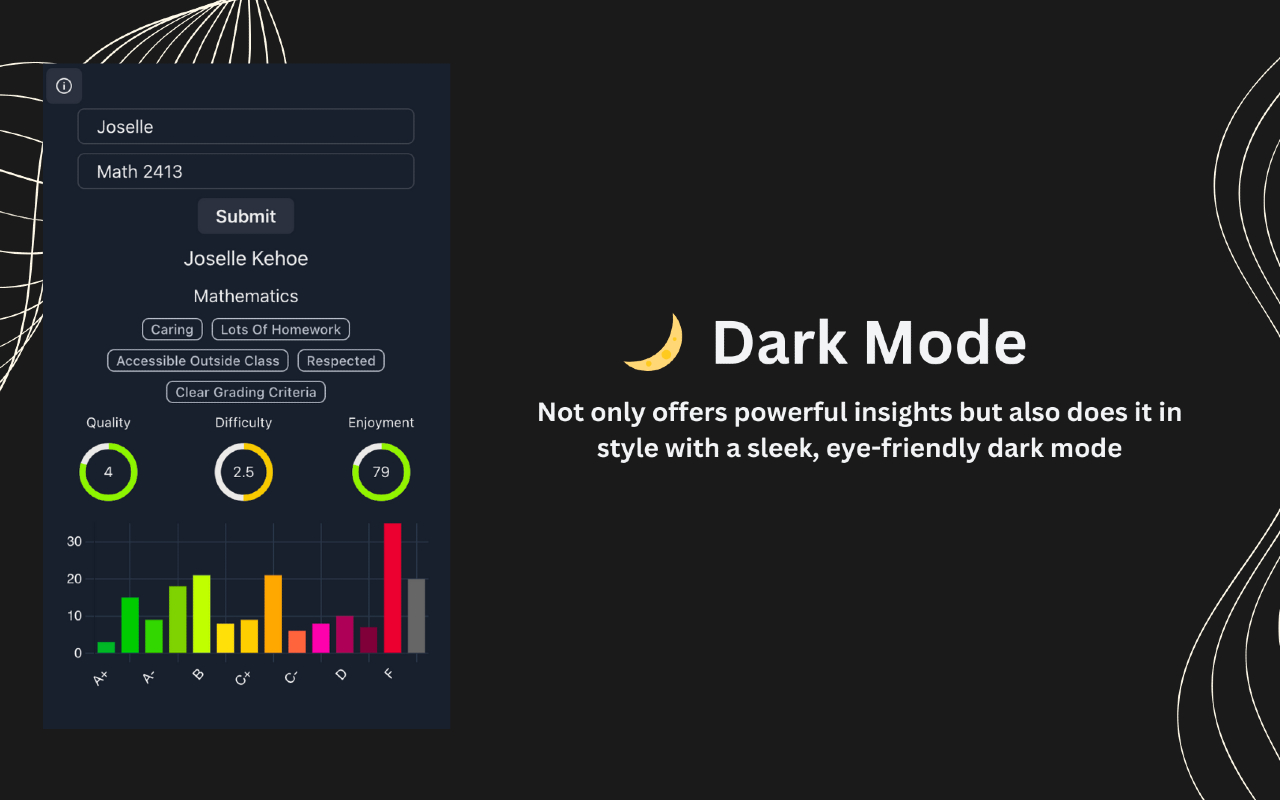 Joselle
Math 2413
Submit
Joselle Kehoe
Mathematics
Caring Lots Of Homework
Accessible Outside Class Respected
Clear Grading Criteria
Quality Difficulty Enjoyment
4 2.5 79
30
20
10
0
A+ A- B C+ C- D F
Dark Mode
Not only offers powerful insights but also does it in
style with a sleek, eye-friendly dark mode